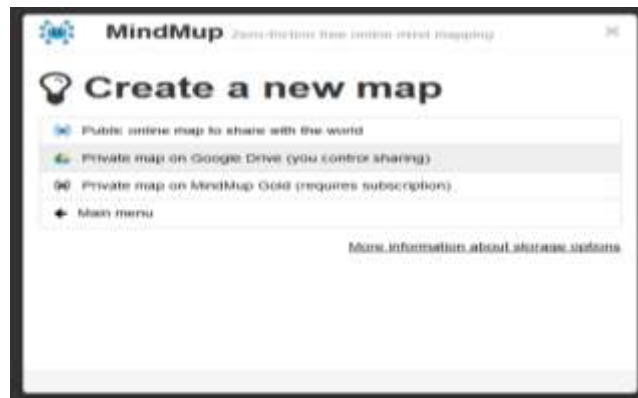 MindMup Zero-friction free online mind mapping
Create a new map
Public online map to share with the world
Private map on Google Drive (you control sharing)
Private map on MindMup Gold (requires subscription)
Main menu
More information about storage options